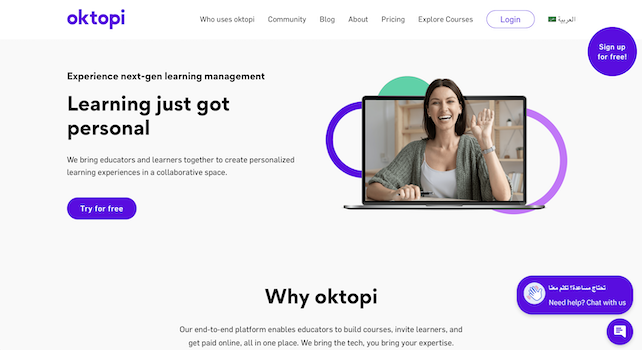 oktopi
Who uses oktopi
Community
Blog
About
Pricing
Explore Courses
Login
العربية
Sign up
for free!
Experience next-gen learning management
Learning just got
personal
We bring educators and learners together to create personalized
learning experiences in a collaborative space.
Try for free
Why oktopi
Our end-to-end platform enables educators to build courses, invite learners, and
get paid online, all in one place. We bring the tech, you bring your expertise.
تحتاج مساعدة؟ تكلم معنا
Need help? Chat with us